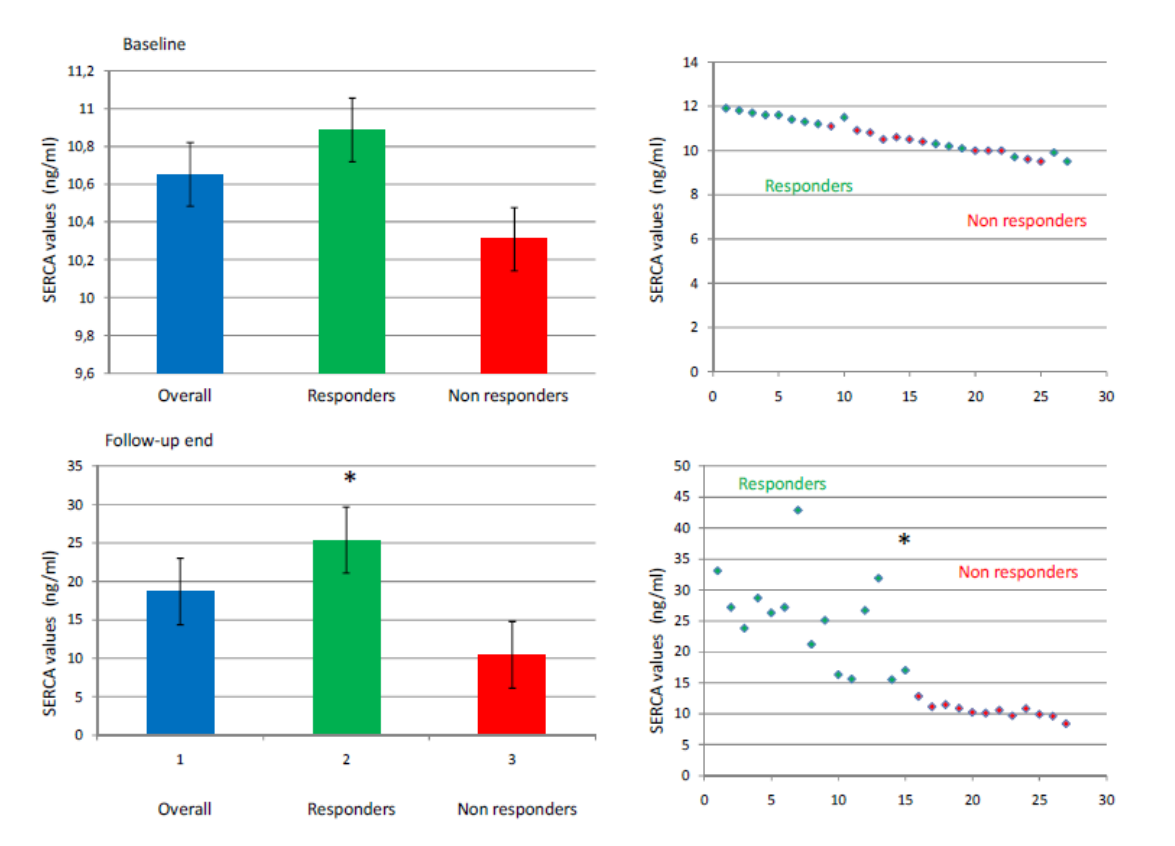 Baseline
SERCA values (ng/ml)
11,2
11
10,8
10,6
10,4
10,2
10
9,8
9,6
Overall Responders Non responders
SERCA values (ng/ml)
14
12
10
8
6
4
2
0
Responders
Non responders
0 5 10 15 20 25 30
Follow-up end
SERCA values (ng/ml)
35
30
25
20
15
10
5
0
*
1 2 3
Overall Responders Non responders
SERCA values (ng/ml)
50
45
40
35
30
25
20
15
10
5
0
Responders
*
Non responders
0 5 10 15 20 25 30